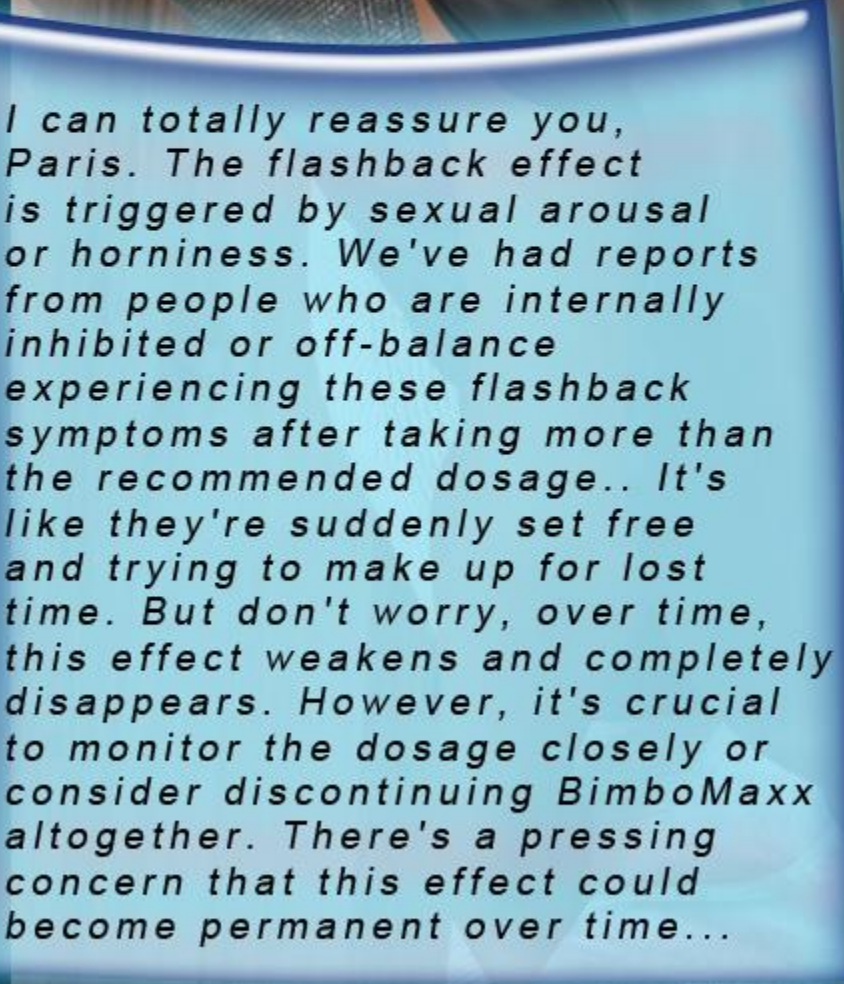 I can totally reassure you,
Paris. The flashback effect
is triggered by sexual arousal
or horniness. We've had reports
from people who are internally
inhibited or off-balance
experiencing these flashback
symptoms after taking more than
the recommended dosage.. It's
like they're suddenly set free
and trying to make up for lost
time. But don't worry, over time,
this effect weakens and completely
disappears. However, it's crucial
to monitor the dosage closely or
consider discontinuing BimboMaxx
altogether. There's a pressing
concern that this effect could
become permanent over time...